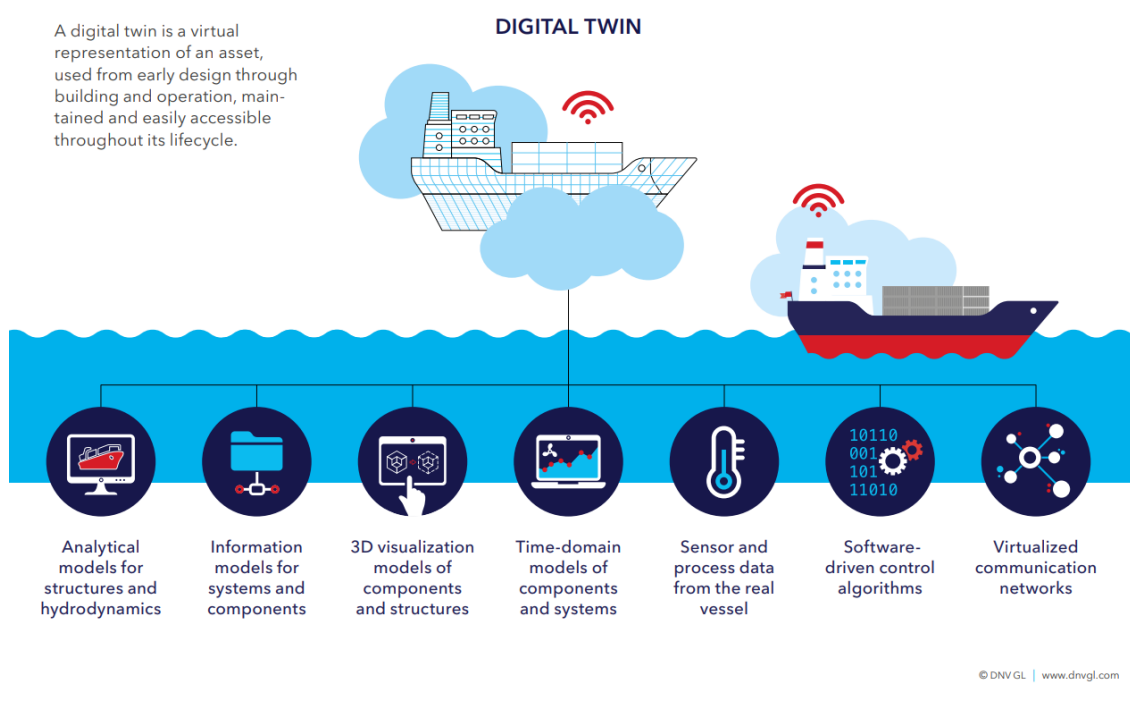 DIGITAL TWIN
A digital twin is a virtual
representation of an asset,
used from early design through
building and operation, main-
tained and easily accessible
throughout its lifecycle.
10110
001
101
11010
Analytical
models for
structures and
hydrodynamics
Information
models for
systems and
components
3D visualization
models of
components
and structures
Time-domain
models of
components
and systems
Sensor and
process data
from the real
vessel
Software-
driven control
algorithms
Virtualized
communication
networks
© DNV GL | www.dnvgl.com